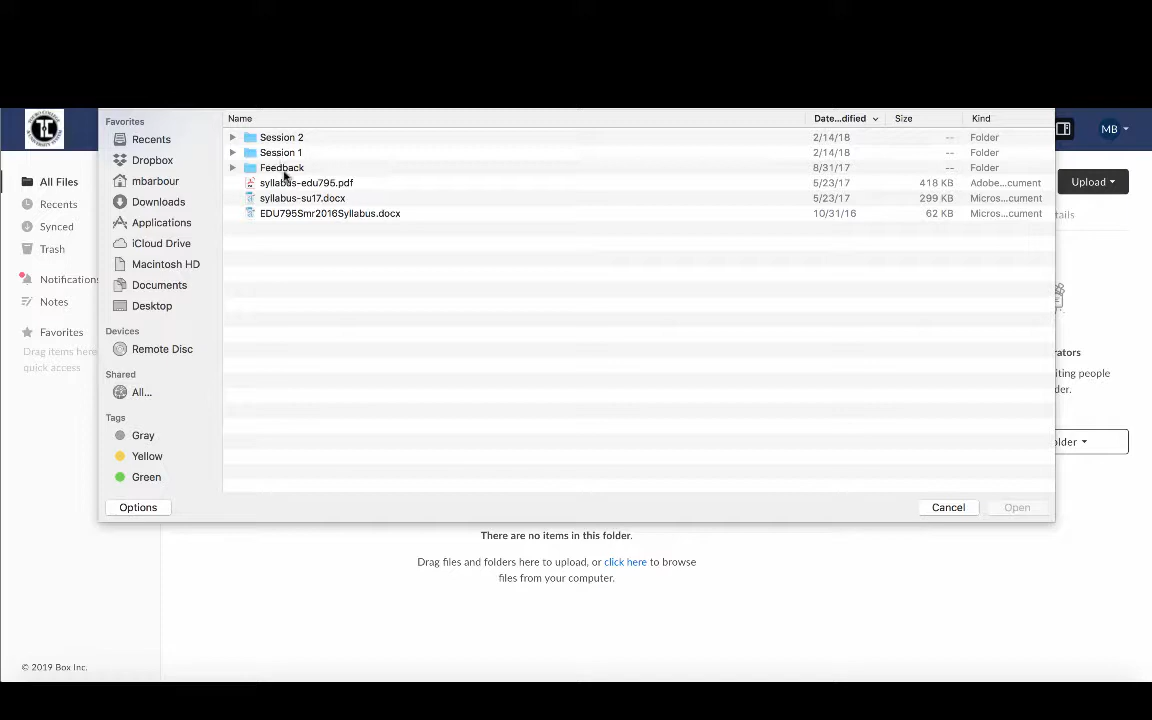 Favorites
Recents
Dropbox
mbarbour
Downloads
Applications
iCloud Drive
Macintosh HD
Documents
Desktop
Devices
Remote Disc
Shared
All...
Tags
Gray
Yellow
Green
Name Date...dified Size Kind
Session 2 2/14/18 -- Folder
Session 1 2/14/18 -- Folder
Feedback 8/31/17 -- Folder
syllabus-edu795.pdf 5/23/17 418 KB Adobe...cument
syllabus-su17.docx 5/23/17 299 KB Micros...cument
EDU795Smr2016Syllabus.docx 10/31/16 62 KB Micros...cument
Options Cancel Open
All Files
Recents
Synced
Trash
Notifications
Notes
Favorites
Drag items here
quick access
MB
Upload
tails
rators
iting people
der.
older
There are no items in this folder.
Drag files and folders here to upload, or click here to browse
files from your computer.
© 2019 Box Inc.